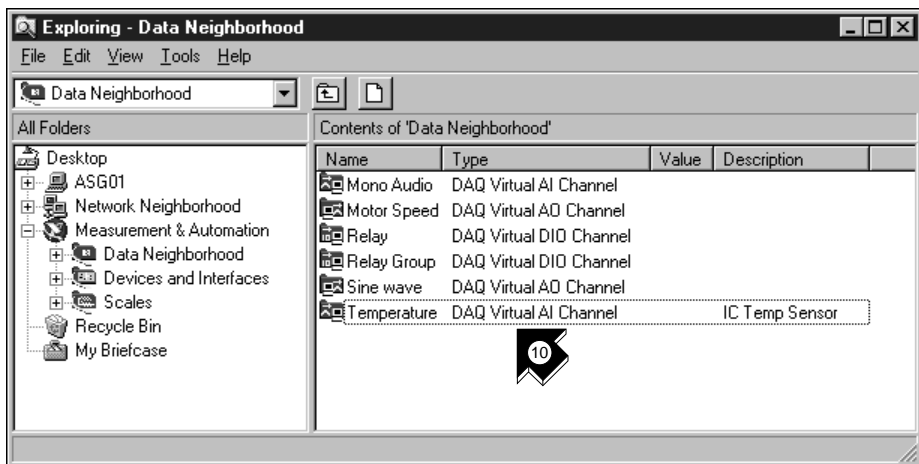 Exploring - Data Neighborhood
File Edit View Tools Help
Data Neighborhood
All Folders
Contents of 'Data Neighborhood'
Desktop
ASG01
Network Neighborhood
Measurement & Automation
Data Neighborhood
Devices and Interfaces
Scales
Recycle Bin
My Briefcase
Name Type Value Description
Mono Audio DAQ Virtual AI Channel
Motor Speed DAQ Virtual AO Channel
Relay DAQ Virtual DIO Channel
Relay Group DAQ Virtual DIO Channel
Sine wave DAQ Virtual AO Channel
Temperature DAQ Virtual AI Channel IC Temp Sensor
10